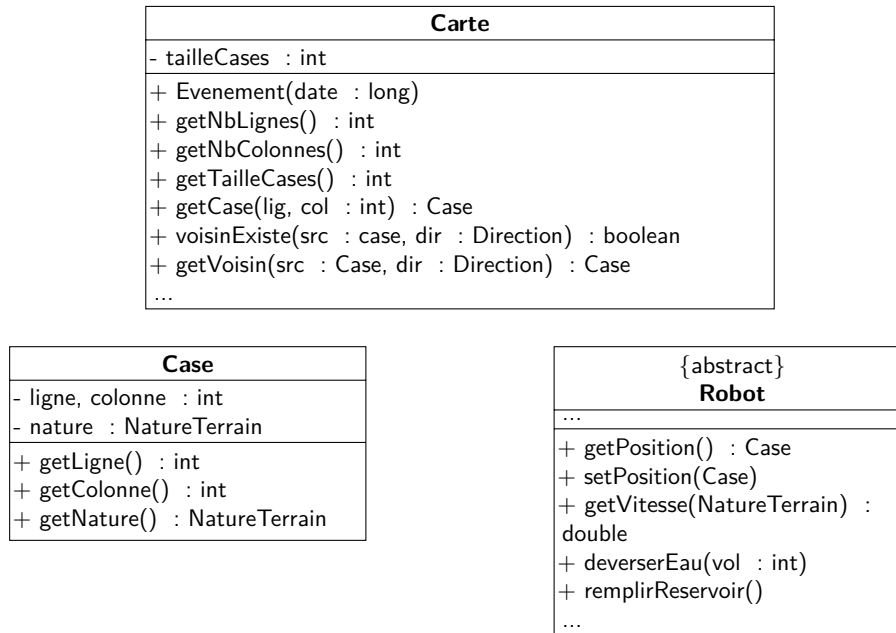 Carte
- tailleCases : int
+ Evenement(date : long)
+ getNbLignes() : int
+ getNbColonnes() : int
+ getTailleCases() : int
+ getCase(lig, col : int) : Case
+ voisinExiste(src : case, dir : Direction) : boolean
+ getVoisin(src : Case, dir : Direction) : Case
...
Case
- ligne, colonne : int
- nature : NatureTerrain
+ getLigne() : int
+ getColonne() : int
+ getNature() : NatureTerrain
{abstract}
Robot
...
+ getPosition() : Case
+ setPosition(Case)
+ getVitesse(NatureTerrain) :
double
+ deverserEau(vol : int)
+ remplirReservoir()
...